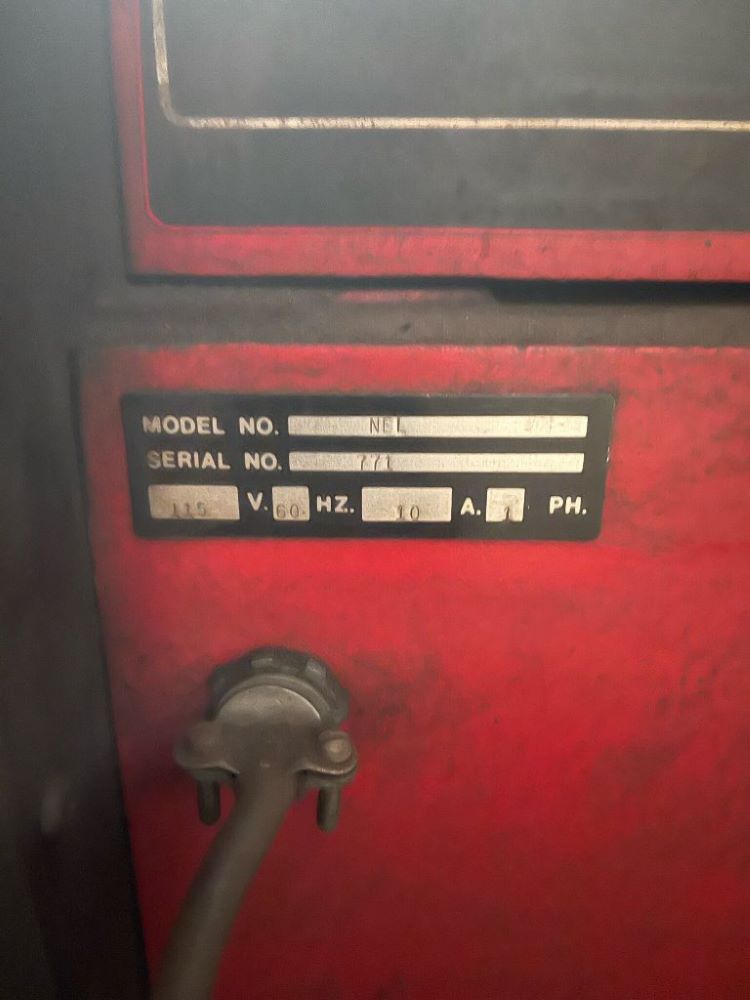 MODEL NO. NEL
SERIAL NO. 771
115 V. 60 HZ. 10 A. 1 PH.